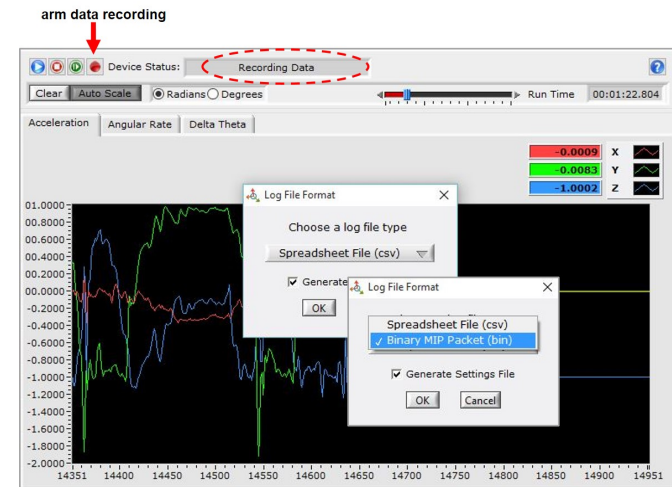 arm data recording
Device Status:
Recording Data
Clear
Auto Scale
Radians
Degrees
Run Time
00:01:22.804
Acceleration
Angular Rate
Delta Theta
-0.0009
X
-0.0083
Y
-1.0002
Z
Log File Format
Choose a log file type
Spreadsheet File (csv)
Generate
OK
Log File Format
Spreadsheet File (csv)
Binary MIP Packet (bin)
Generate Settings File
OK
Cancel
01.0000
00.8000
00.6000
00.4000
00.2000
00.0000
-0.2000
-0.4000
-0.6000
-0.8000
-1.0000
-1.2000
-1.4000
-1.6000
-1.8000
-2.0000
14351
14400
14450
14500
14550
14600
14650
14700
14750
14800
14850
14900
14951